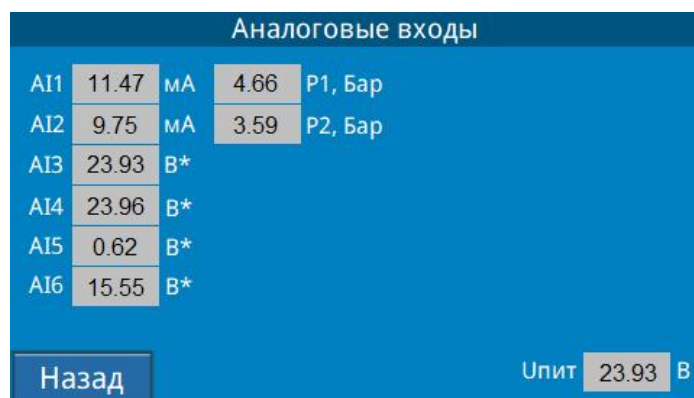 Аналоговые входы
AI1 11.47 мА 4.66 P1, Бар
AI2 9.75 мА 3.59 P2, Бар
AI3 23.93 В*
AI4 23.96 В*
AI5 0.62 В*
AI6 15.55 В*
Назад Uпит 23.93 В